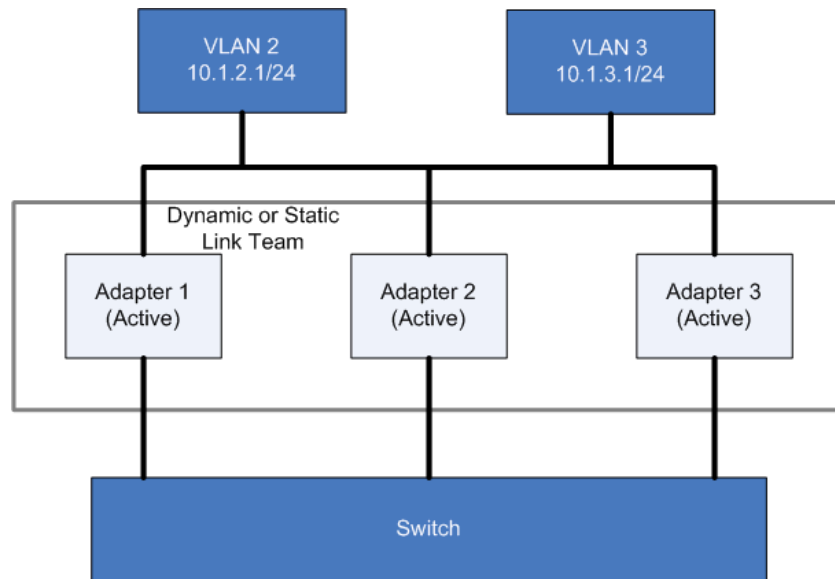 VLAN 2
10.1.2.1/24
VLAN 3
10.1.3.1/24
Dynamic or Static
Link Team
Adapter 1
(Active)
Adapter 2
(Active)
Adapter 3
(Active)
Switch